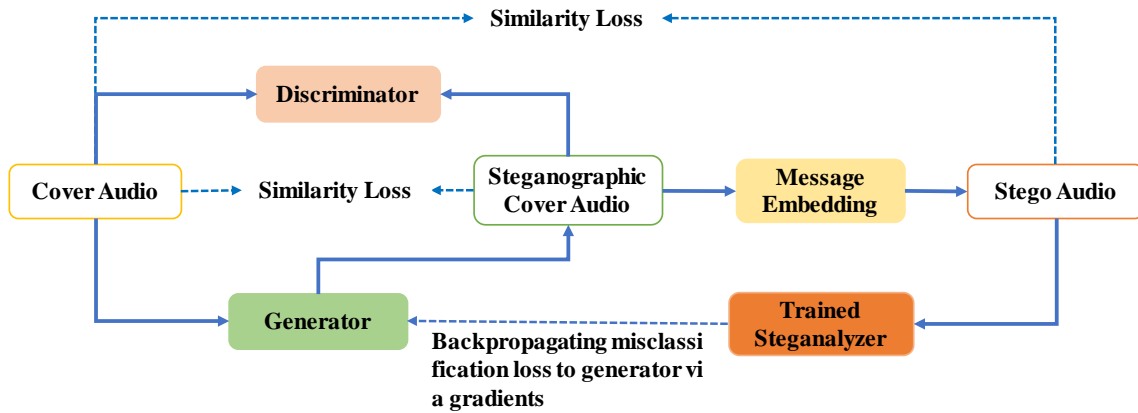 Similarity Loss
Discriminator
Cover Audio
Similarity Loss
Steganographic
Cover Audio
Message
Embedding
Stego Audio
Generator
Trained
Steganalyzer
Backpropagating misclassi
fication loss to generator vi
a gradients